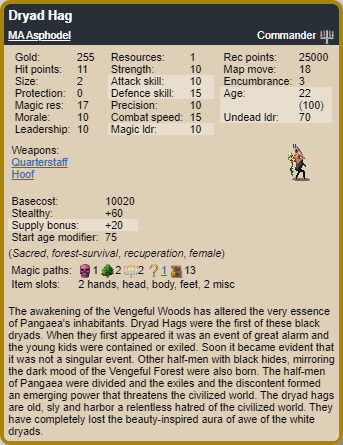 Dryad Hag
MA Asphodel Commander
Gold: 255 Resources: 1 Rec points: 25000
Hit points: 11 Strength: 10 Map move: 18
Size: 2 Attack skill: 10 Encumbrance: 3
Protection: 0 Defence skill: 15 Age: 22
Magic res: 17 Precision: 10 (100)
Morale: 10 Combat speed: 15 Undead ldr: 70
Leadership: 10 Magic ldr: 10
Weapons:
Quarterstaff
Hoof
Basecost: 10020
Stealthy: +60
Supply bonus: +20
Start age modifier: 75
(Sacred, forest-survival, recuperation, female)
Magic paths: 1 2 2 ? 1 13
Item slots: 2 hands, head, body, feet, 2 misc
The awakening of the Vengeful Woods has altered the very essence
of Pangaea's inhabitants. Dryad Hags were the first of these black
dryads. When they first appeared it was an event of great alarm and
the young kids were contained or exiled. Soon it became evident that
it was not a singular event. Other half-men with black hides, mirroring
the dark mood of the Vengeful Forest were also born. The half-men
of Pangaea were divided and the exiles and the discontent formed
an emerging power that threatens the civilized world. The dryad hags
are old, sly and harbor a relentless hatred of the civilized world. They
have completely lost the beauty-inspired aura of awe of the white
dryads.